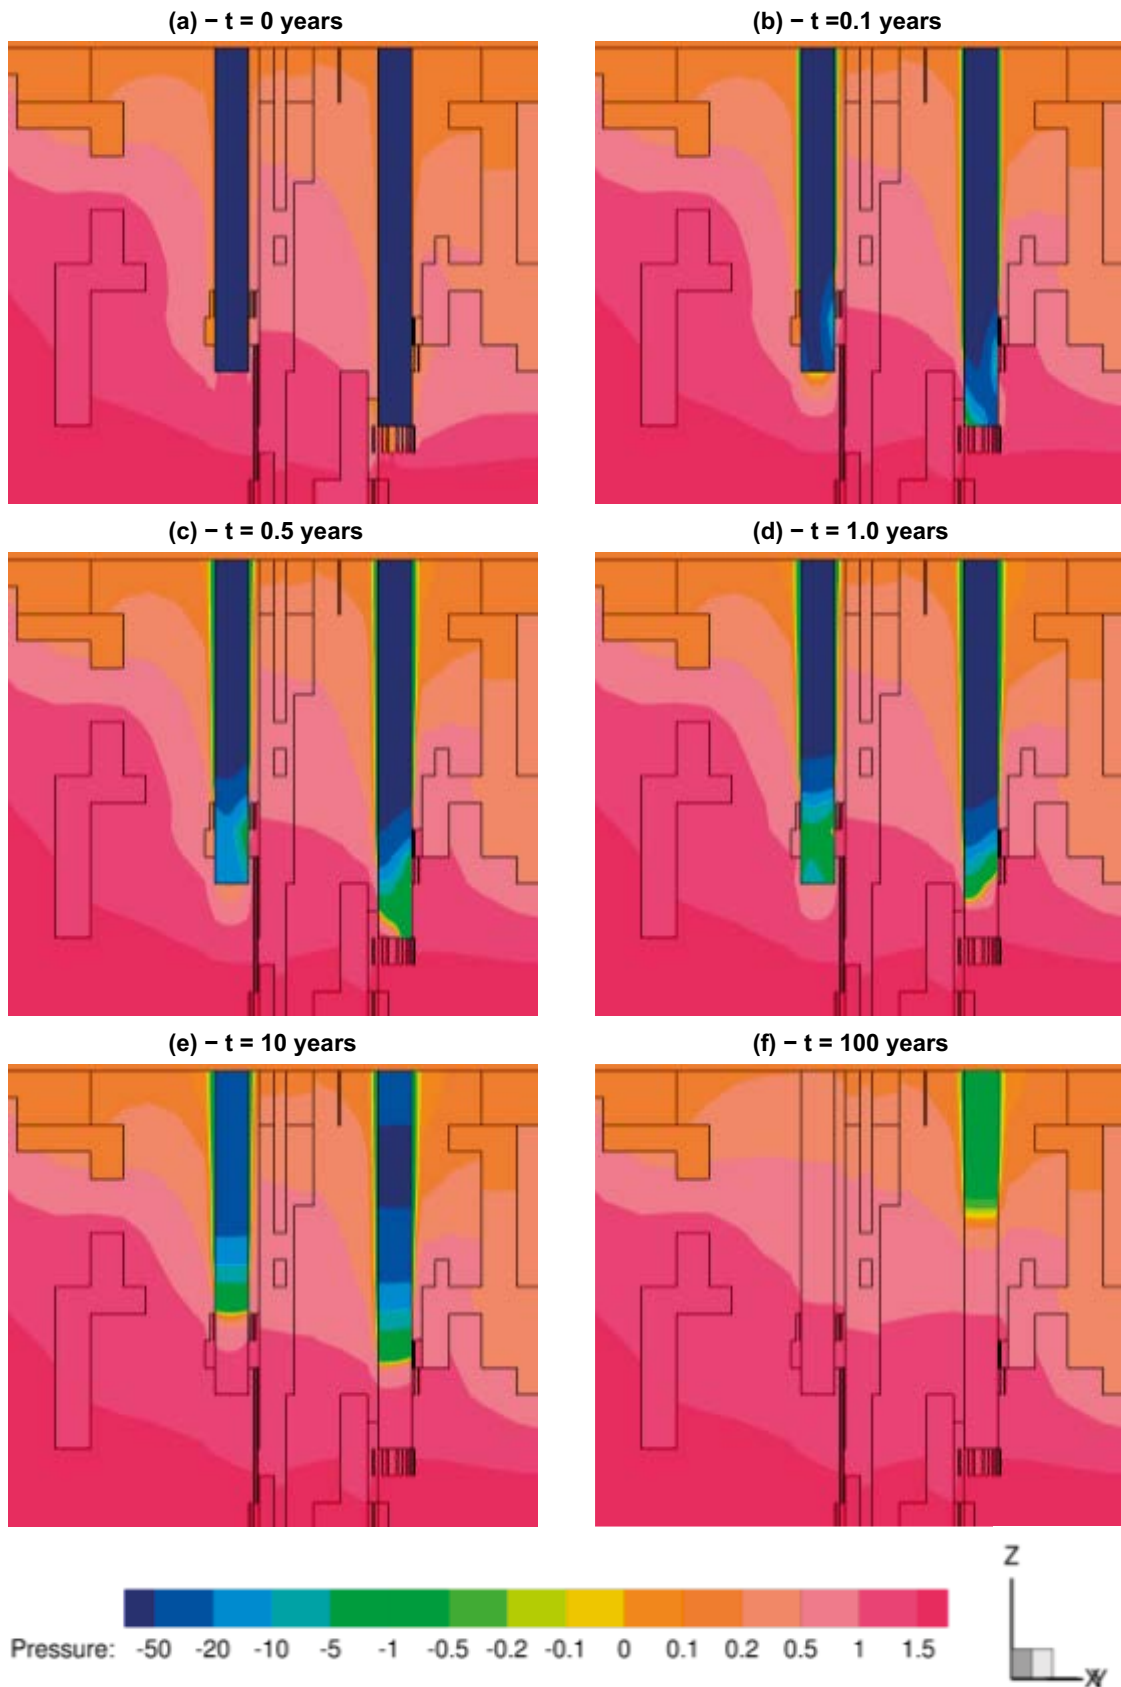 (a) − t = 0 years
(b) − t =0.1 years
(c) − t = 0.5 years
(d) − t = 1.0 years
(e) − t = 10 years
(f) − t = 100 years
Z
Pressure: -50 -20 -10 -5 -1 -0.5 -0.2 -0.1 0 0.1 0.2 0.5 1 1.5